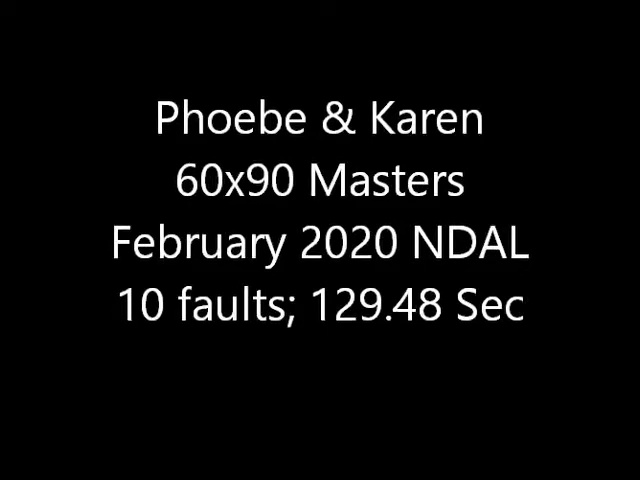 Phoebe & Karen
60x90 Masters
February 2020 NDAL
10 faults; 129.48 Sec